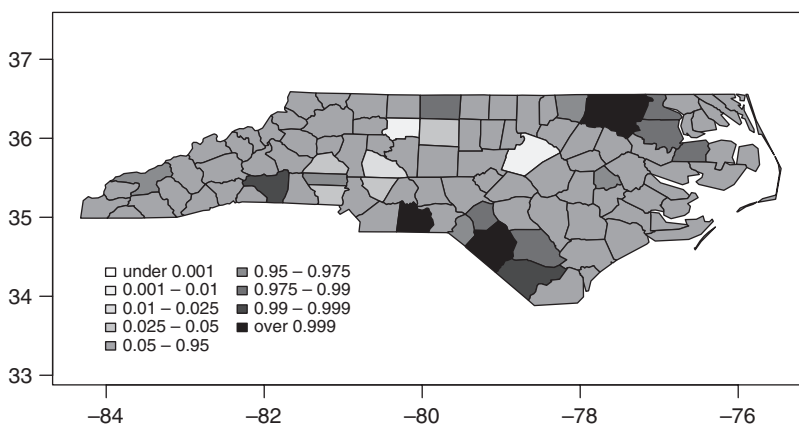 37
36
35
34
33
under 0.001
0.001 – 0.01
0.01 – 0.025
0.025 – 0.05
0.05 – 0.95
0.95 – 0.975
0.975 – 0.99
0.99 – 0.999
over 0.999
–84 –82 –80 –78 –76